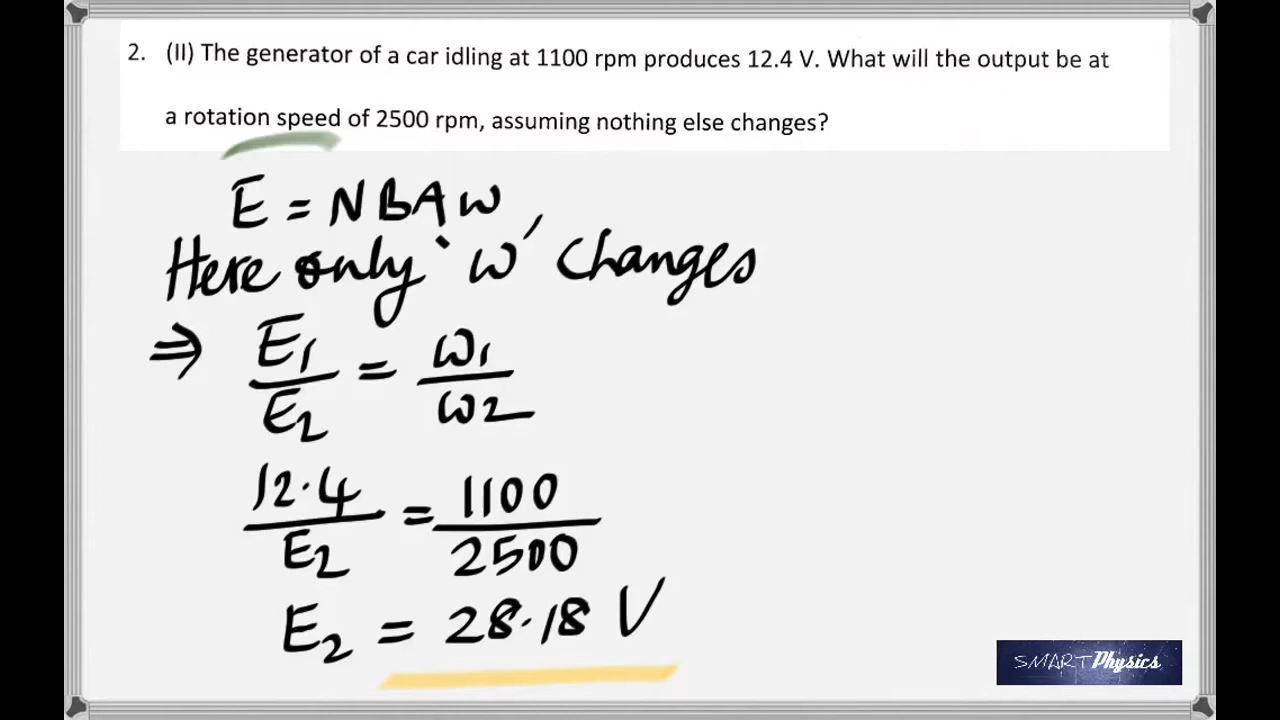 2. (II) The generator of a car idling at 1100 rpm produces 12.4 V. What will the output be at
a rotation speed of 2500 rpm, assuming nothing else changes?
E = NBAω
Here only 'ω' changes
⇒ E1/E2 = ω1/ω2
12.4/E2 = 1100/2500
E2 = 28.18 V
SMART Physics